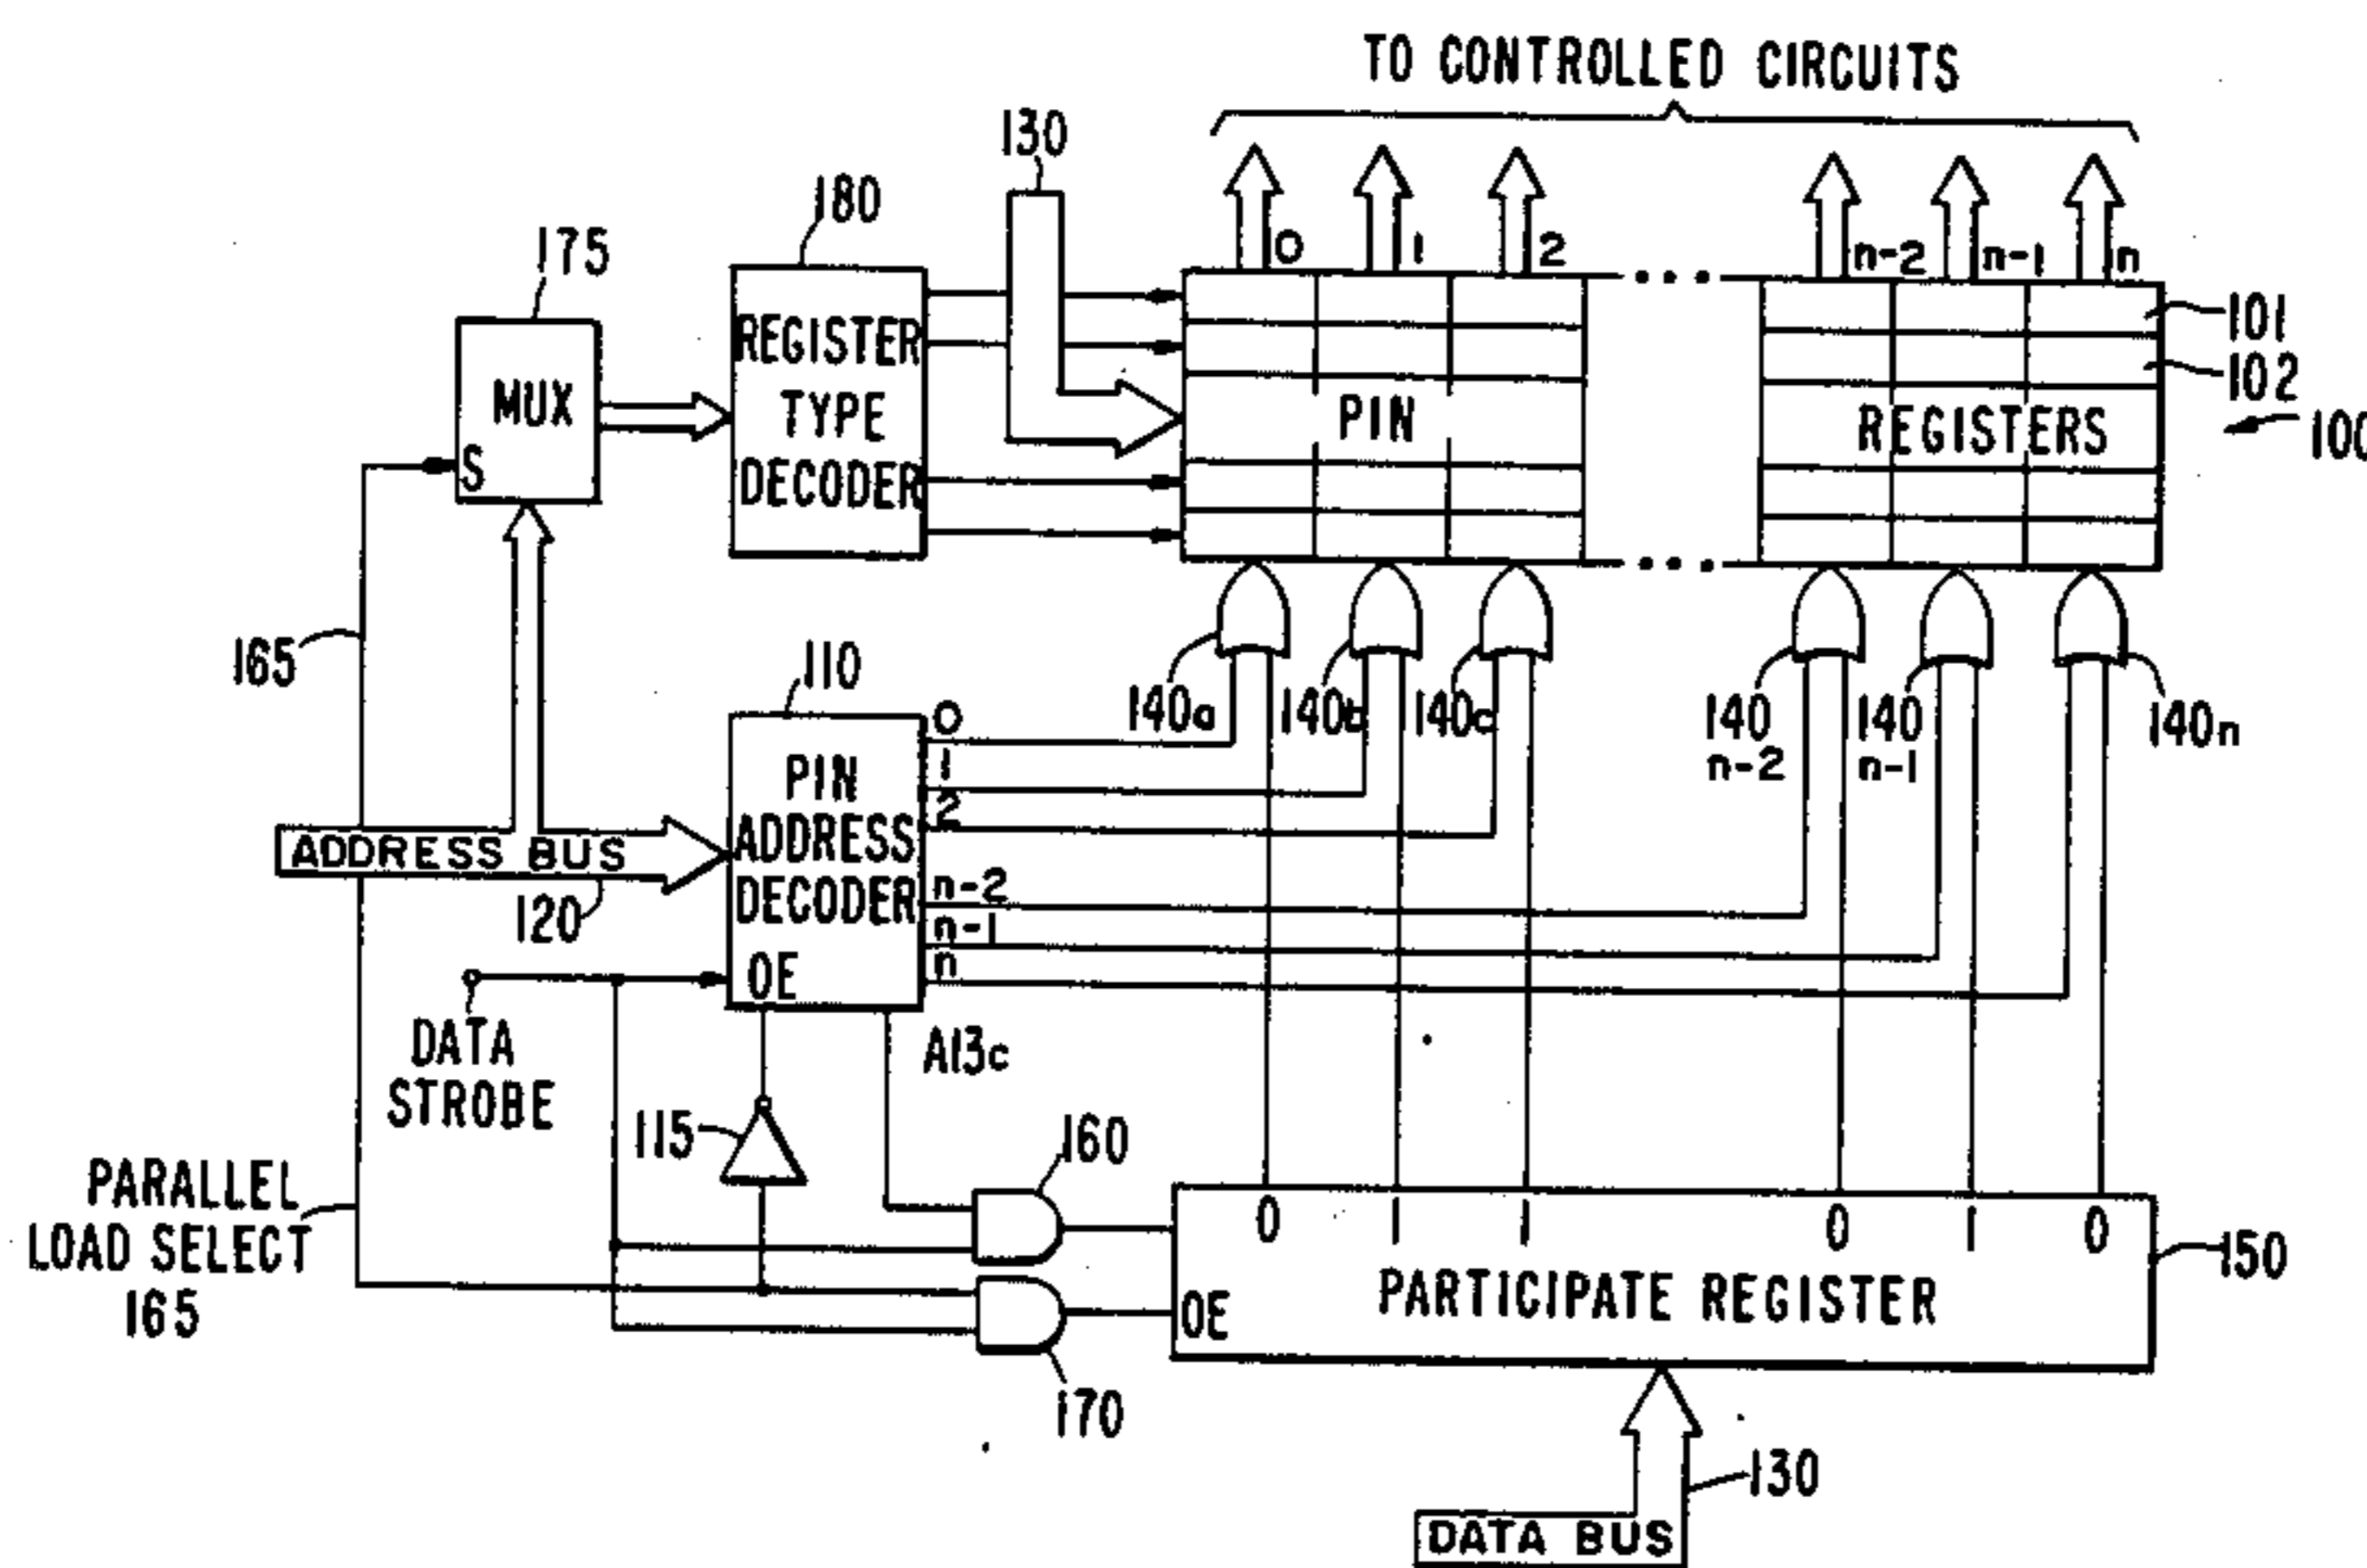 TO CONTROLLED CIRCUITS
130
180
175
0 1 2 n-2 n-1 n
101
102
100
MUX
S
REGISTER
TYPE
DECODER
PIN
REGISTERS
165
110
140a
140b
140c
140
n-2
140
n-1
140n
ADDRESS BUS
120
PIN
ADDRESS
DECODER
OE
0
1
2
n-2
n-1
n
DATA
STROBE
A13c
115
160
PARALLEL
LOAD SELECT
165
170
0 1 1 0 1 0
PARTICIPATE REGISTER
OE
150
130
DATA BUS